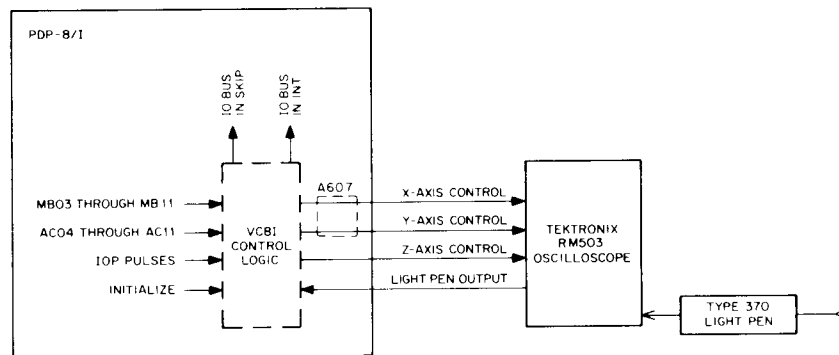 PDP-8/I
IO BUS
IN SKIP
IO BUS
IN INT
A607
MB03 THROUGH MB11
AC04 THROUGH AC11
IOP PULSES
INITIALIZE
VC8I
CONTROL
LOGIC
X-AXIS CONTROL
Y-AXIS CONTROL
Z-AXIS CONTROL
LIGHT PEN OUTPUT
TEKTRONIX
RM503
OSCILLOSCOPE
TYPE 370
LIGHT PEN